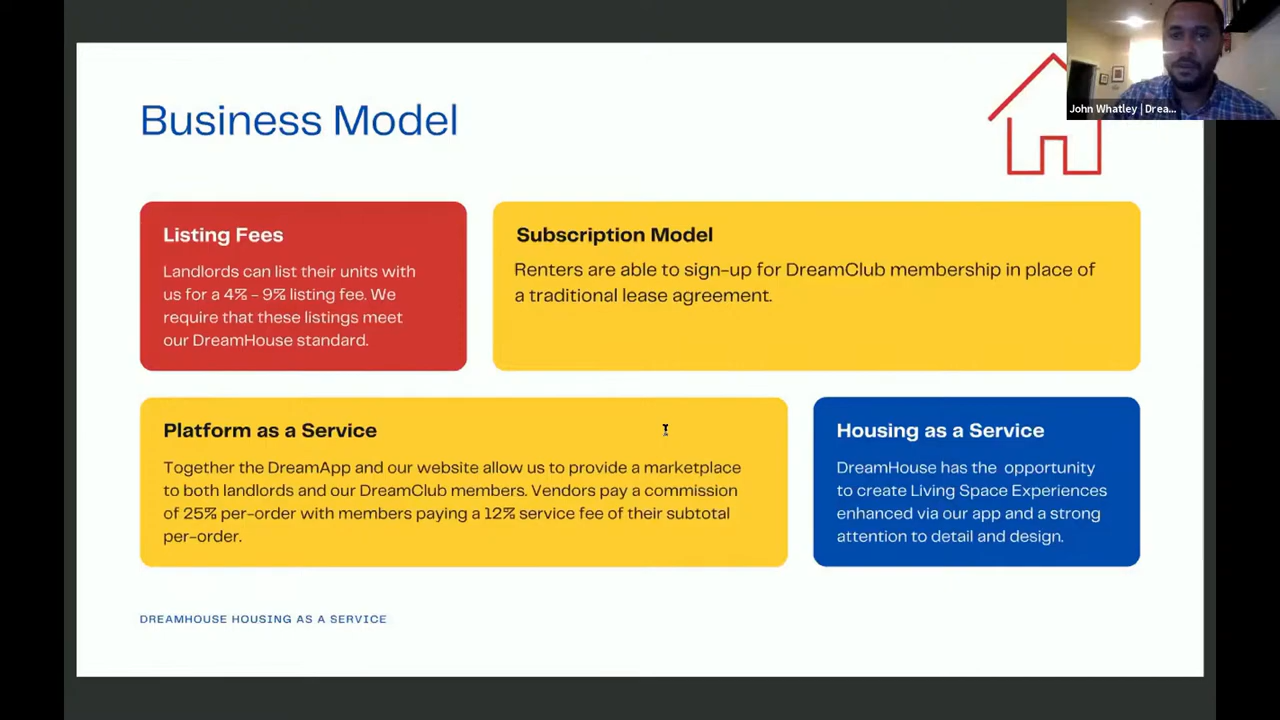 John Whatley | Drea...
Business Model
Listing Fees
Landlords can list their units with
us for a 4% - 9% listing fee. We
require that these listings meet
our DreamHouse standard.
Subscription Model
Renters are able to sign-up for DreamClub membership in place of
a traditional lease agreement.
Platform as a Service
Together the DreamApp and our website allow us to provide a marketplace
to both landlords and our DreamClub members. Vendors pay a commission
of 25% per-order with members paying a 12% service fee of their subtotal
per-order.
Housing as a Service
DreamHouse has the opportunity
to create Living Space Experiences
enhanced via our app and a strong
attention to detail and design.
DREAMHOUSE HOUSING AS A SERVICE